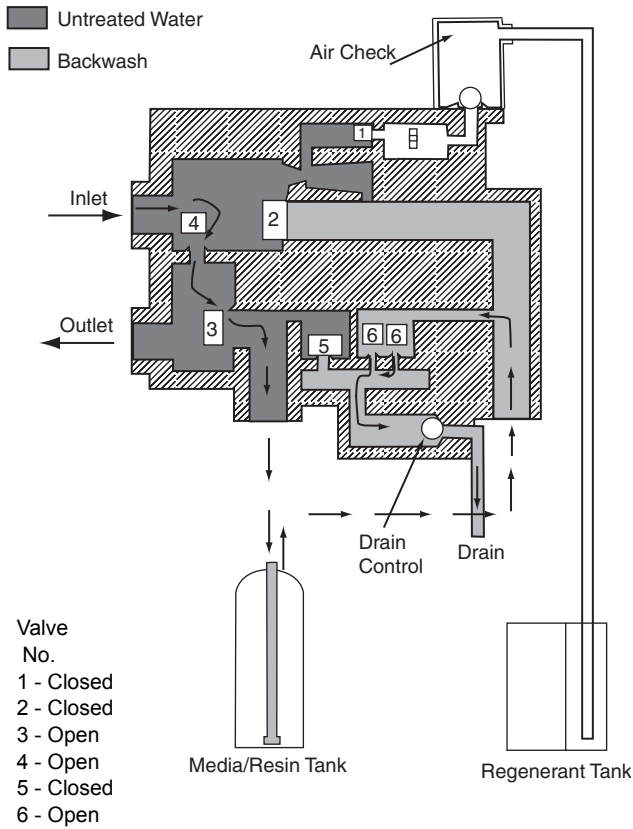 Untreated Water
Backwash
Air Check
1
Inlet
4
2
Outlet
3
5
6
6
Drain
Control
Drain
Media/Resin Tank
Regenerant Tank
Valve
No.
1 - Closed
2 - Closed
3 - Open
4 - Open
5 - Closed
6 - Open